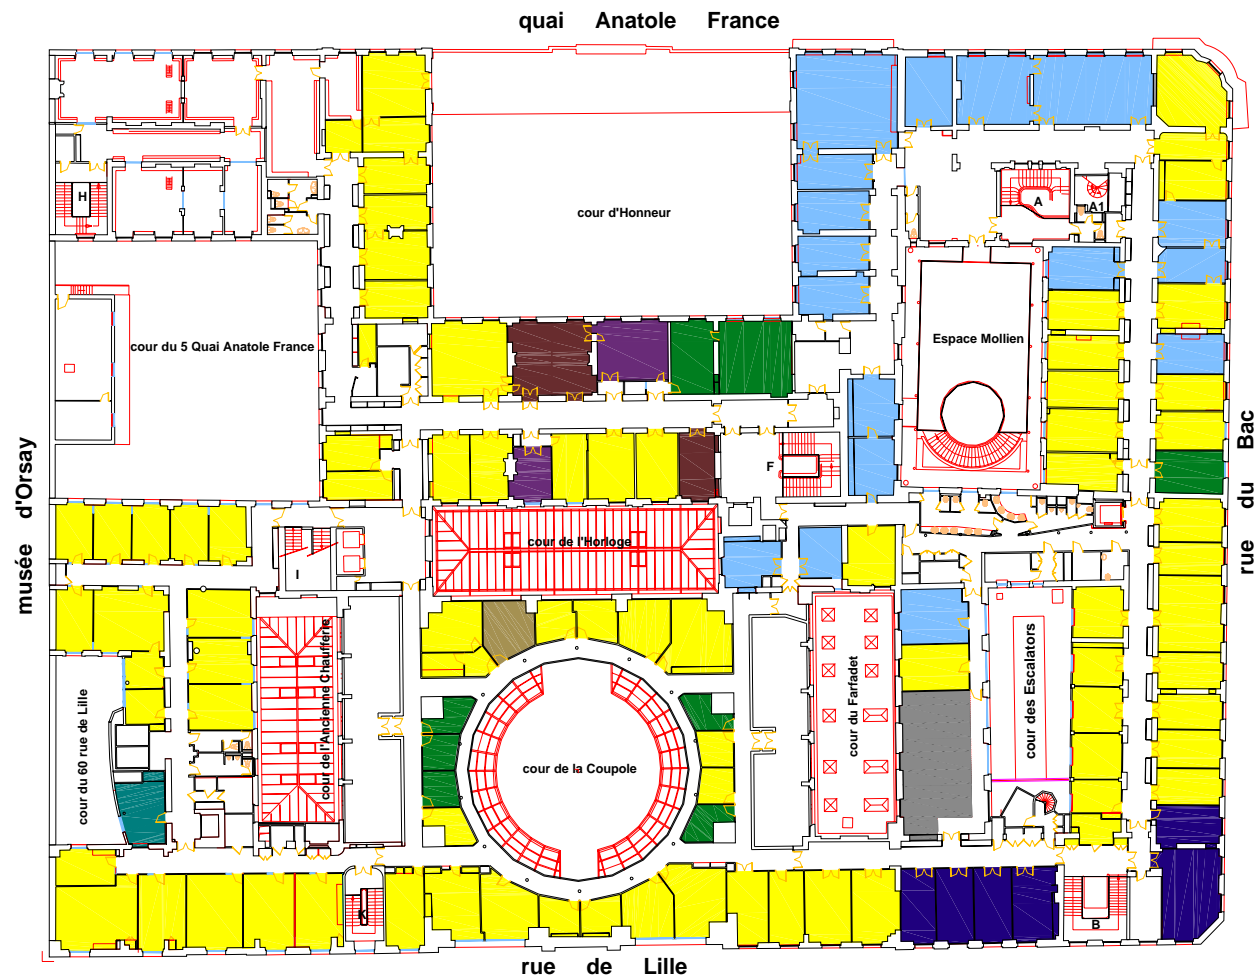 quai Anatole France
H
A
A1
cour d'Honneur
cour du 5 Quai Anatole France
Espace Mollien
musée d'Orsay
rue du Bac
F
cour de l'Horloge
I
cour de l'Ancienne Chaufferie
cour du 60 rue de Lille
cour du Farfadet
cour des Escalators
cour de la Coupole
K
B
rue de Lille